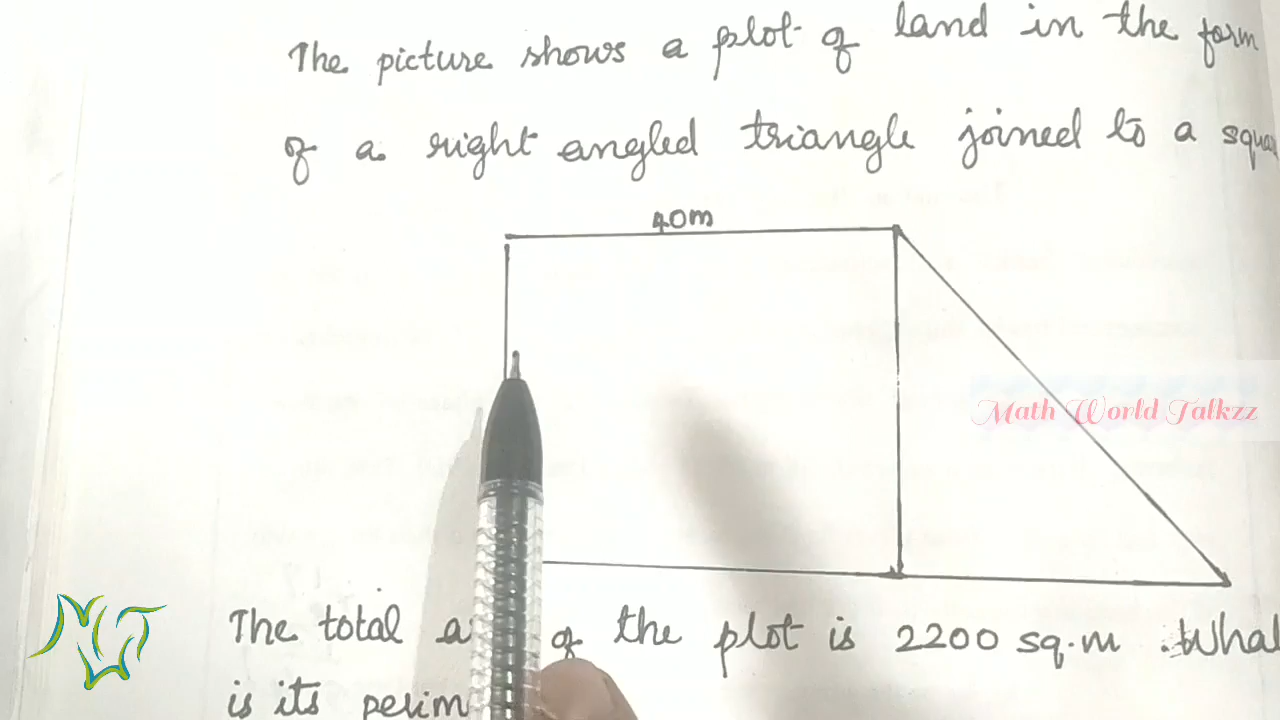 The picture shows a plot of land in the form
of a right angled triangle joined to a
40m
Math World Talkzz
The total of the plot is 2200 sq.m.
is its
MT